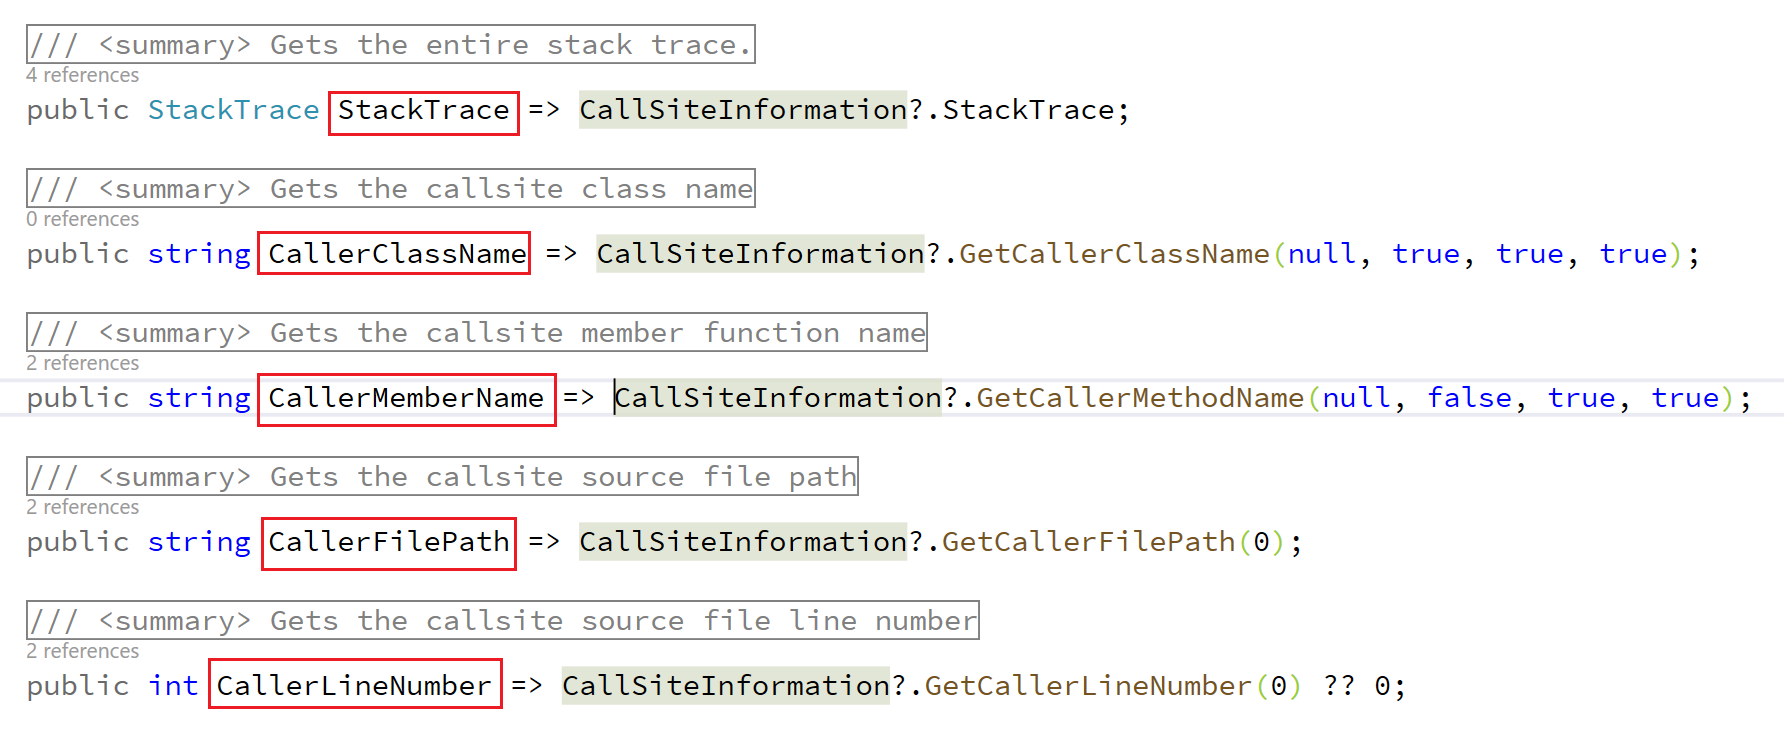 /// <summary> Gets the entire stack trace.
4 references
public StackTrace StackTrace => CallSiteInformation?.StackTrace;
/// <summary> Gets the callsite class name
0 references
public string CallerClassName => CallSiteInformation?.GetCallerClassName(null, true, true, true);
/// <summary> Gets the callsite member function name
2 references
public string CallerMemberName => CallSiteInformation?.GetCallerMethodName(null, false, true, true);
/// <summary> Gets the callsite source file path
2 references
public string CallerFilePath => CallSiteInformation?.GetCallerFilePath(0);
/// <summary> Gets the callsite source file line number
2 references
public int CallerLineNumber => CallSiteInformation?.GetCallerLineNumber(0) ?? 0;